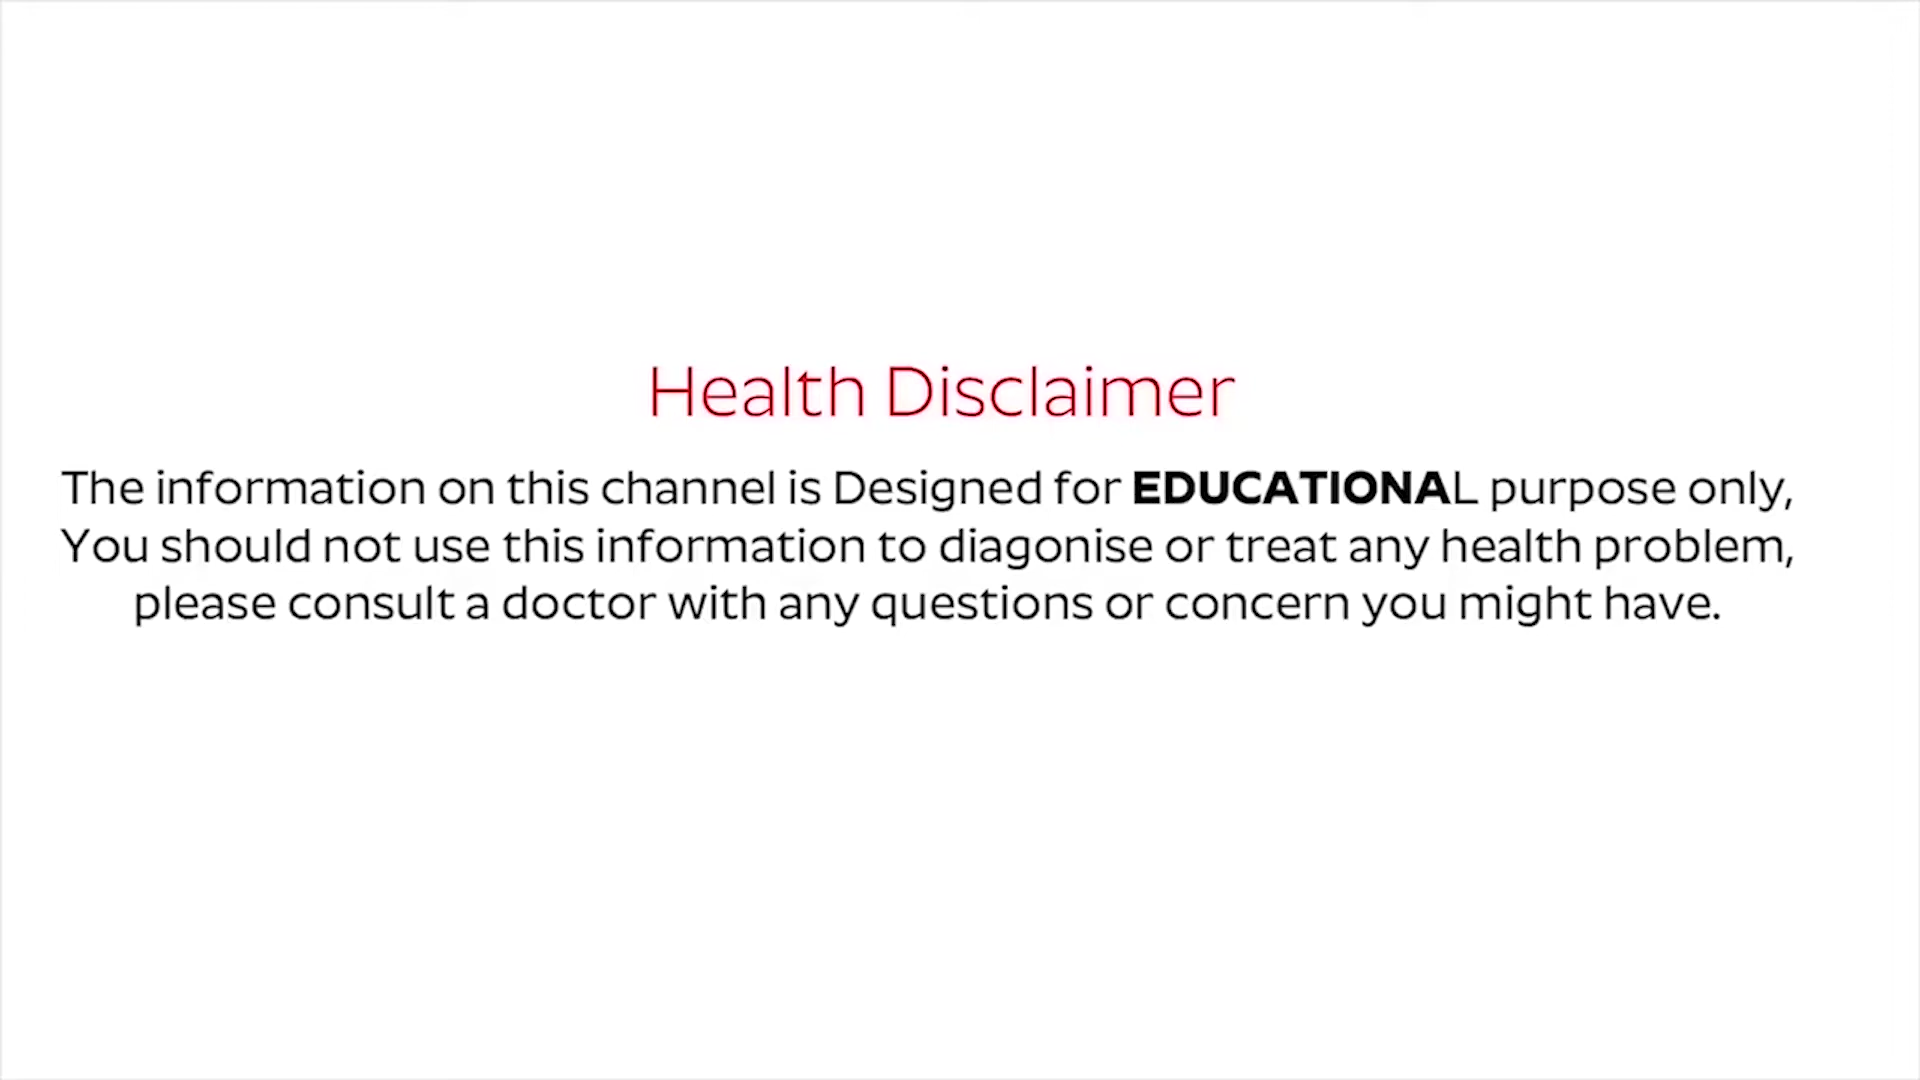 Health Disclaimer
The information on this channel is Designed for EDUCATIONAL purpose only,
You should not use this information to diagonise or treat any health problem,
please consult a doctor with any questions or concern you might have.